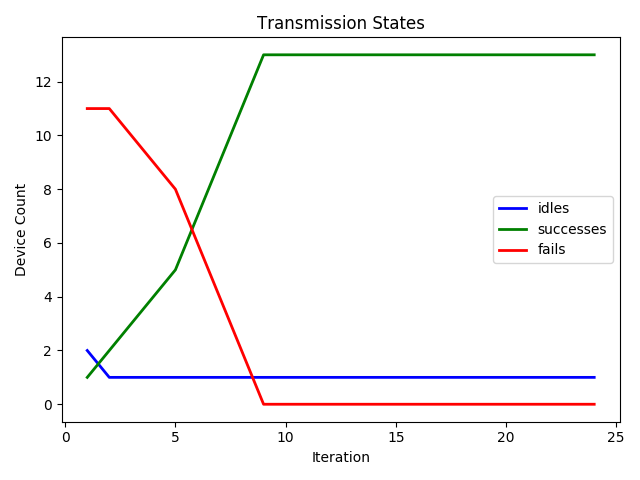 Transmission States
Device Count
12
10
8
6
4
2
0
idles
successes
fails
0 5 10 15 20 25
Iteration